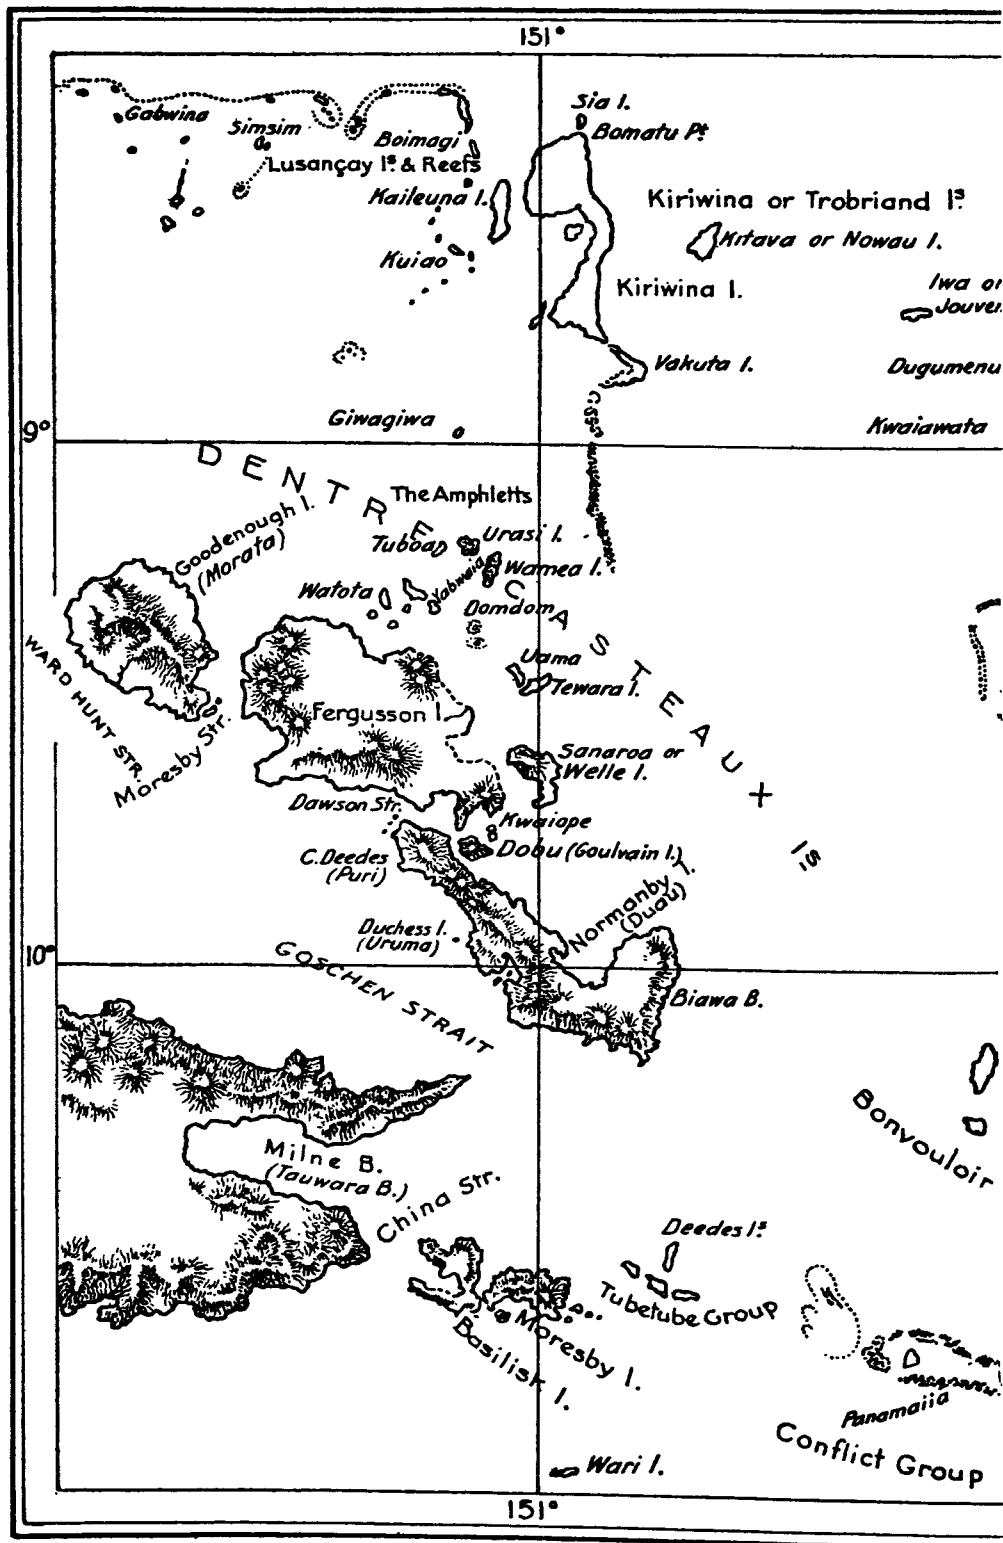 151°
Gabwina
Simsim
Boimagi
Sia I.
Bomatu Pt
Lusançay Is & Reefs
Kaileuna I.
Kiriwina or Trobriand Is.
Kitava or Nowau I.
Kuiao
Kiriwina I.
Iwa or
Jouven
Vakuta I.
Dugumenu
Giwagiwa
Kwaiawata
9°
DENTRECASTEAUX Is.
The Amphletts
Goodenough I.
(Morata)
Tuboa
Urasi I.
Yabwaia
Wamea I.
Watota
Domdom
WARD HUNT STR.
Moresby Str.
Uama
Tewara I.
Fergusson I.
Sanaroa or
Welle I.
Dawson Str.
Kwaiope
Dobu (Goulvain I.)
C. Deedes
(Puri)
Normanby I.
(Duau)
Duchess I.
(Uruma)
10°
GOSCHEN STRAIT
Biawa B.
Bonvouloir
Milne B.
(Tauwara B.)
China Str.
Deedes Is
Tubetube Group
Moresby I.
Basilisk I.
Panamaiia
Conflict Group
Wari I.
151°